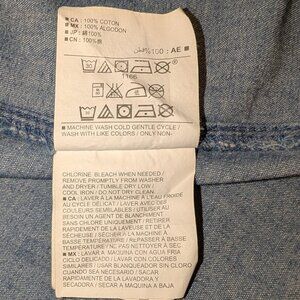 ■ CA : 100% COTON
■ MX : 100% ALGODON
■ JP : 綿100%
■ CN : 100% 棉
100% قطن : AE ■
30
1166
■ MACHINE WASH COLD GENTLE CYCLE /
WASH WITH LIKE COLORS / ONLY NON-
CHLORINE BLEACH WHEN NEEDED /
REMOVE PROMPTLY FROM WASHER
AND DRYER / TUMBLE DRY LOW /
COOL IRON / DO NOT DRY CLEAN
■ CA : LAVER À LA MACHINE À L'EAU FROIDE
AU CYCLE DÉLICAT / LAVER AVEC DES
COULEURS SEMBLABLES / UTILISER AU
BESOIN UN AGENT DE BLANCHIMENT
SANS CHLORE UNIQUEMENT / RETIRER
RAPIDEMENT DE LA LAVEUSE ET DE LA
SÉCHEUSE / SÉCHER À LA MACHINE À
BASSE TEMPÉRATURE / REPASSER À BASSE
TEMPÉRATURE / NE PAS NETTOYER À SEC
■ MX : LAVAR A MAQUINA CON AGUA FRIA
CICLO DELICADO / LAVAR CON COLORES
SIMILARES / USAR BLANQUEADOR SIN CLORO
CUANDO SEA NECESARIO / SACAR
RAPIDAMENTE DE LA LAVADORA Y
SECADORA / SECAR A MAQUINA A BAJA